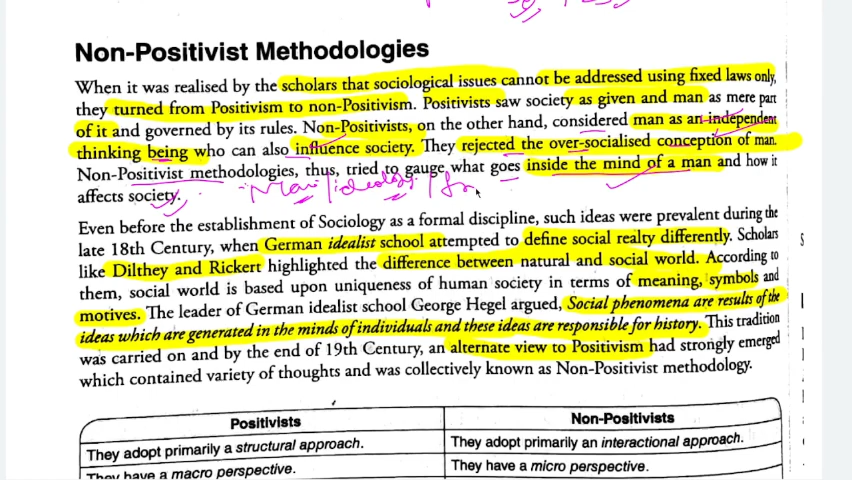 Non-Positivist Methodologies
When it was realised by the scholars that sociological issues cannot be addressed using fixed laws only,
they turned from Positivism to non-Positivism. Positivists saw society as given and man as mere part
of it and governed by its rules. Non-Positivists, on the other hand, considered man as an independent
thinking being who can also influence society. They rejected the over-socialised conception of man.
Non-Positivist methodologies, thus, tried to gauge what goes inside the mind of a man and how it
affects society.
Even before the establishment of Sociology as a formal discipline, such ideas were prevalent during the
late 18th Century, when German idealist school attempted to define social realty differently. Scholars
like Dilthey and Rickert highlighted the difference between natural and social world. According to
them, social world is based upon uniqueness of human society in terms of meaning, symbols and
motives. The leader of German idealist school George Hegel argued, Social phenomena are results of the
ideas which are generated in the minds of individuals and these ideas are responsible for history. This tradition
was carried on and by the end of 19th Century, an alternate view to Positivism had strongly emerged
which contained variety of thoughts and was collectively known as Non-Positivist methodology.
Positivists Non-Positivists
They adopt primarily a structural approach. They adopt primarily an interactional approach.
They have a macro perspective. They have a micro perspective.